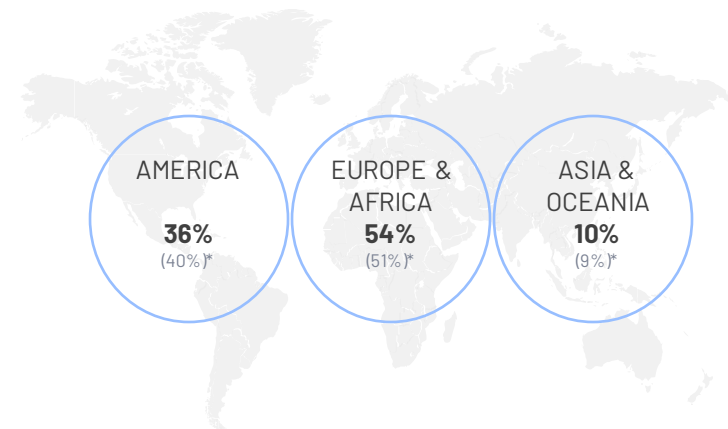 AMERICA
36%
(40%)*
EUROPE &
AFRICA
54%
(51%)*
ASIA &
OCEANIA
10%
(9%)*